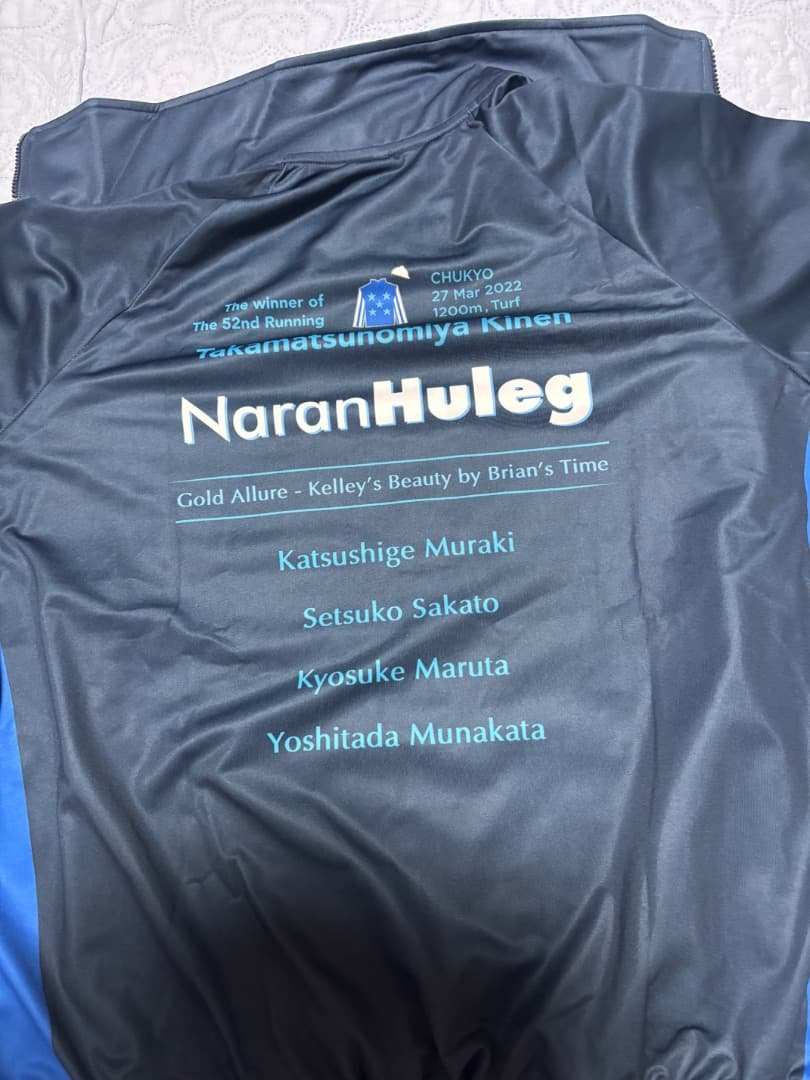 The winner of
The 52nd Running
CHUKYO
27 Mar 2022
1200m, Turf
Takamatsunomiya Kinen
NaranHuleg
Gold Allure - Kelley's Beauty by Brian's Time
Katsushige Muraki
Setsuko Sakato
Kyosuke Maruta
Yoshitada Munakata